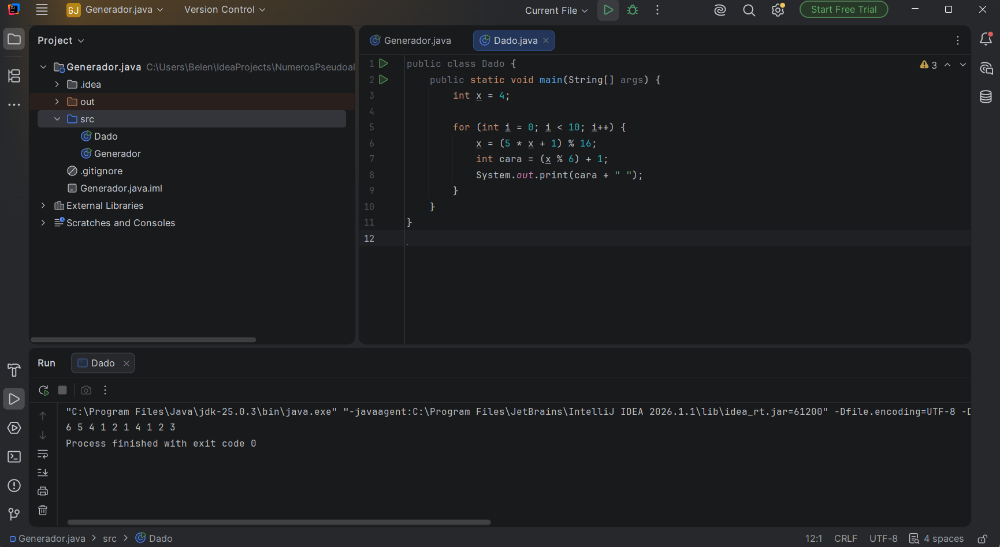 GJ Generador.java Version Control Current File Start Free Trial
Project
Generador.java C:\Users\Belen\IdeaProjects\NumerosPseudoal
.idea
out
src
Dado
Generador
.gitignore
Generador.java.iml
External Libraries
Scratches and Consoles
Generador.java Dado.java
3
1 public class Dado {
2 public static void main(String[] args) {
3 int x = 4;
4
5 for (int i = 0; i < 10; i++) {
6 x = (5 * x + 1) % 16;
7 int cara = (x % 6) + 1;
8 System.out.print(cara + " ");
9 }
10 }
11 }
12
Run Dado
"C:\Program Files\Java\jdk-25.0.3\bin\java.exe" "-javaagent:C:\Program Files\JetBrains\IntelliJ IDEA 2026.1.1\lib\idea_rt.jar=61200" -Dfile.encoding=UTF-8 -D
6 5 4 1 2 1 4 1 2 3
Process finished with exit code 0
Generador.java > src > Dado
12:1 CRLF UTF-8 4 spaces